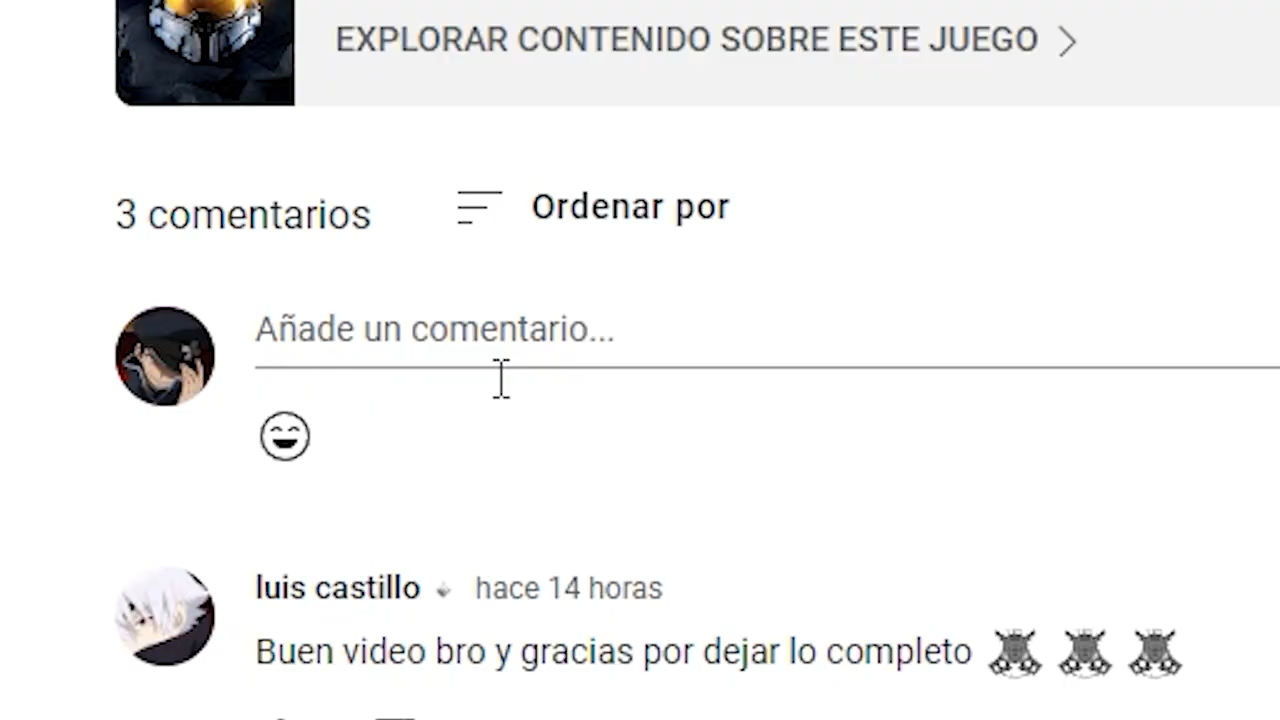 EXPLORAR CONTENIDO SOBRE ESTE JUEGO
3 comentarios
Ordenar por
Añade un comentario...
luis castillo hace 14 horas
Buen video bro y gracias por dejar lo completo